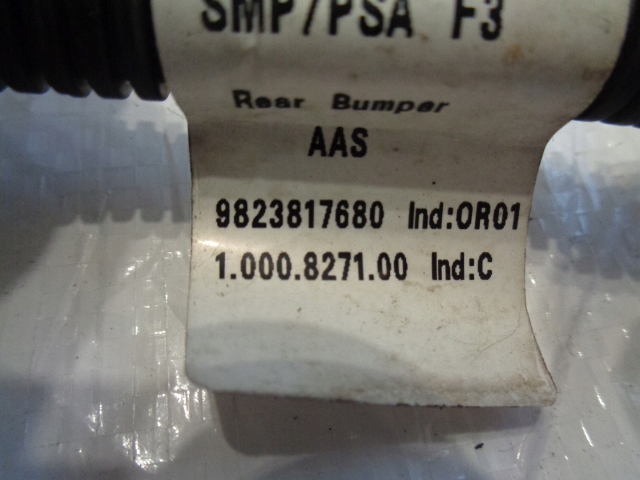 SMP/PSA F3
Rear Bumper
AAS
9823817680 Ind:OR01
1.000.8271.00 Ind:C